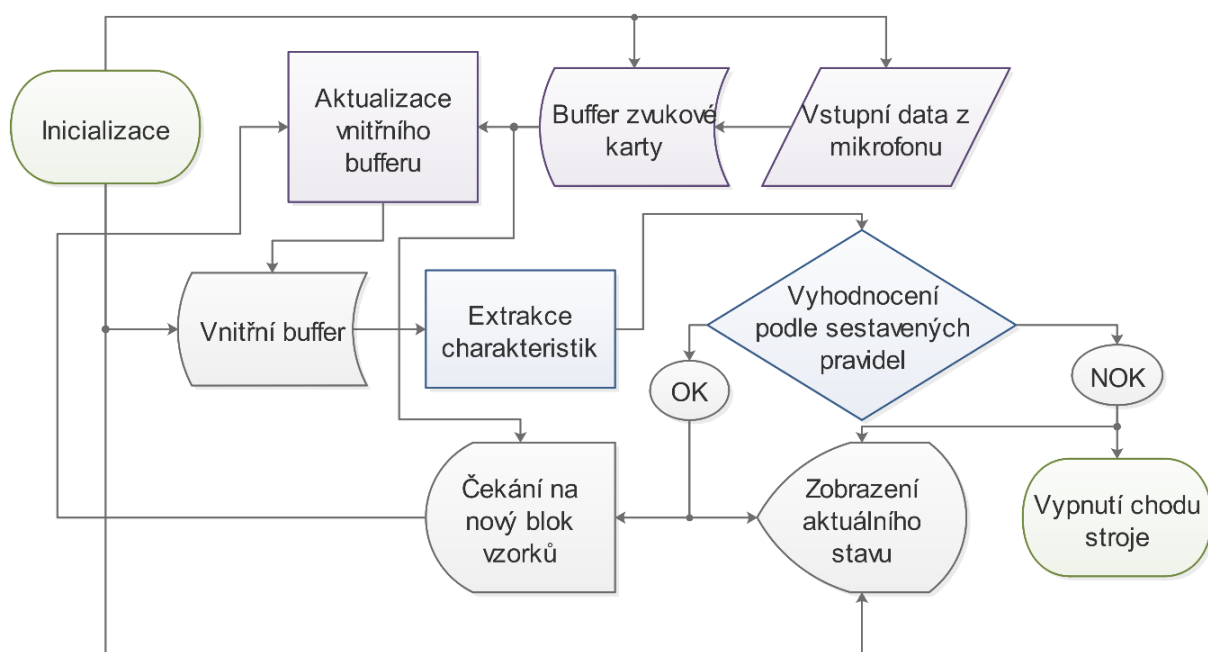 Inicializace
Aktualizace
vnitřního
bufferu
Buffer zvukové
karty
Vstupní data z
mikrofonu
Vnitřní buffer
Extrakce
charakteristik
Vyhodnocení
podle sestavených
pravidel
OK
NOK
Čekání na
nový blok
vzorků
Zobrazení
aktuálního
stavu
Vypnutí chodu
stroje